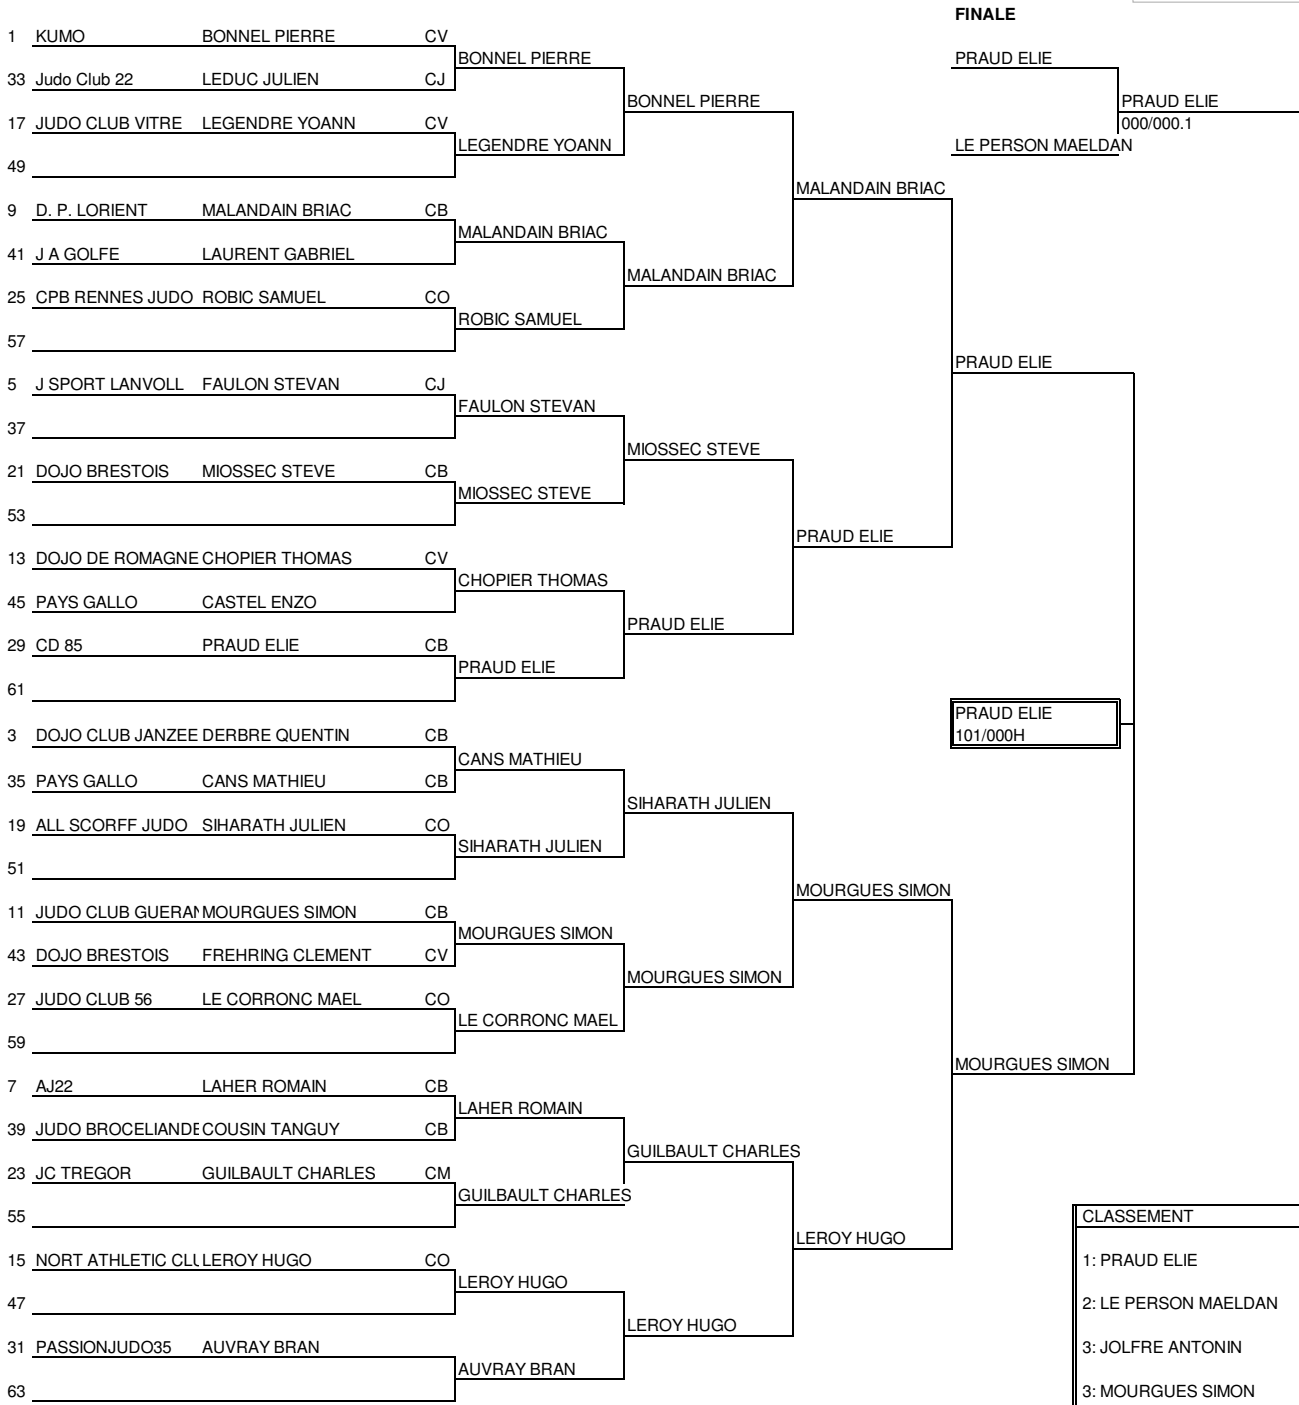 FINALE
1 KUMO BONNEL PIERRE CV
BONNEL PIERRE
PRAUD ELIE
33 Judo Club 22 LEDUC JULIEN CJ
BONNEL PIERRE
PRAUD ELIE
17 JUDO CLUB VITRE LEGENDRE YOANN CV
000/000.1
LEGENDRE YOANN
LE PERSON MAELDAN
49
MALANDAIN BRIAC
9 D. P. LORIENT MALANDAIN BRIAC CB
MALANDAIN BRIAC
41 J A GOLFE LAURENT GABRIEL
MALANDAIN BRIAC
25 CPB RENNES JUDO ROBIC SAMUEL CO
ROBIC SAMUEL
57
PRAUD ELIE
5 J SPORT LANVOLL FAULON STEVAN CJ
FAULON STEVAN
37
MIOSSEC STEVE
21 DOJO BRESTOIS MIOSSEC STEVE CB
MIOSSEC STEVE
53
PRAUD ELIE
13 DOJO DE ROMAGNE CHOPIER THOMAS CV
CHOPIER THOMAS
45 PAYS GALLO CASTEL ENZO
PRAUD ELIE
29 CD 85 PRAUD ELIE CB
PRAUD ELIE
61
PRAUD ELIE
101/000H
3 DOJO CLUB JANZEE DERBRE QUENTIN CB
CANS MATHIEU
35 PAYS GALLO CANS MATHIEU CB
SIHARATH JULIEN
19 ALL SCORFF JUDO SIHARATH JULIEN CO
SIHARATH JULIEN
51
MOURGUES SIMON
11 JUDO CLUB GUERAN MOURGUES SIMON CB
MOURGUES SIMON
43 DOJO BRESTOIS FREHRING CLEMENT CV
MOURGUES SIMON
27 JUDO CLUB 56 LE CORRONC MAEL CO
LE CORRONC MAEL
59
MOURGUES SIMON
7 AJ22 LAHER ROMAIN CB
LAHER ROMAIN
39 JUDO BROCELIANDE COUSIN TANGUY CB
GUILBAULT CHARLES
23 JC TREGOR GUILBAULT CHARLES CM
GUILBAULT CHARLES
55
CLASSEMENT
LEROY HUGO
15 NORT ATHLETIC CLU LEROY HUGO CO
1: PRAUD ELIE
LEROY HUGO
47
2: LE PERSON MAELDAN
LEROY HUGO
31 PASSIONJUDO35 AUVRAY BRAN
3: JOLFRE ANTONIN
AUVRAY BRAN
63
3: MOURGUES SIMON